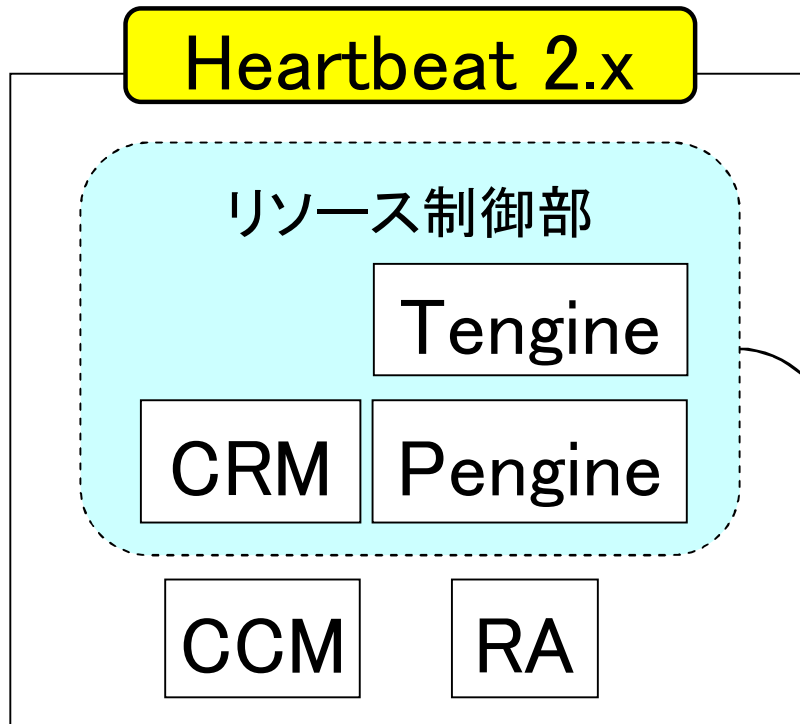 Heartbeat 2.x
リソース制御部
Tengine
CRM
Pengine
CCM
RA